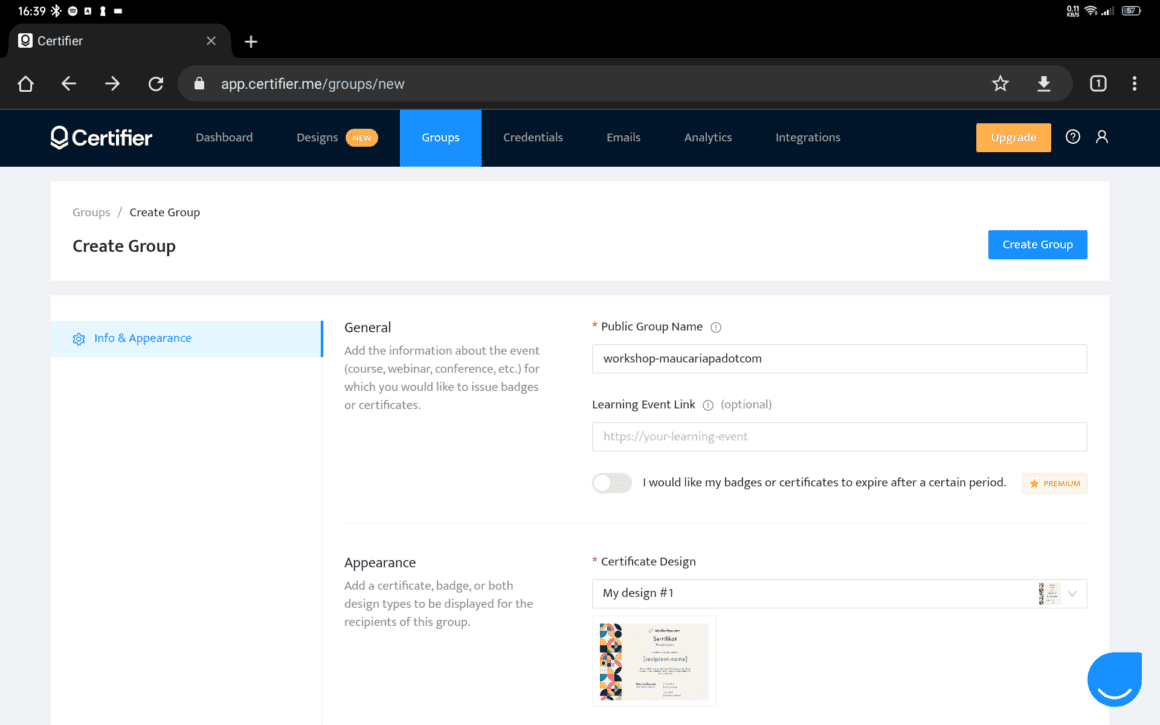 16:39
0,11
KB/S
57
Certifier
app.certifier.me/groups/new
1
Certifier
Dashboard
Designs NEW
Groups
Credentials
Emails
Analytics
Integrations
Upgrade
Groups / Create Group
Create Group
Create Group
Info & Appearance
General
Add the information about the event
(course, webinar, conference, etc.) for
which you would like to issue badges
or certificates.
* Public Group Name
workshop-maucariapadotcom
Learning Event Link (optional)
https://your-learning-event
I would like my badges or certificates to expire after a certain period.
PREMIUM
Appearance
Add a certificate, badge, or both
design types to be displayed for the
recipients of this group.
* Certificate Design
My design #1
Sertifikat
[recipient.name]